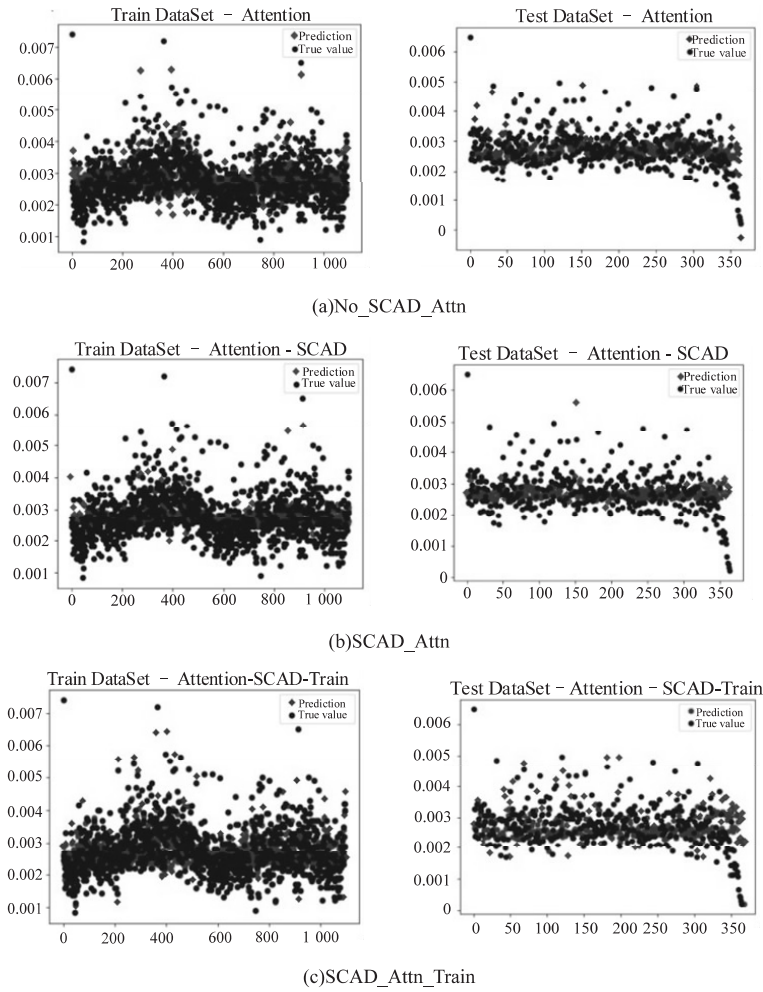 Train DataSet − Attention
0.007
0.006
0.005
0.004
0.003
0.002
0.001
0 200 400 600 800 1 000
Prediction
True value
Test DataSet − Attention
0.006
0.005
0.004
0.003
0.002
0.001
0
0 50 100 150 200 250 300 350
Prediction
True value
(a)No_SCAD_Attn
Train DataSet − Attention - SCAD
0.007
0.006
0.005
0.004
0.003
0.002
0.001
0 200 400 600 800 1 000
Prediction
True value
Test DataSet − Attention - SCAD
0.006
0.005
0.004
0.003
0.002
0.001
0
0 50 100 150 200 250 300 350
Prediction
True value
(b)SCAD_Attn
Train DataSet − Attention-SCAD-Train
0.007
0.006
0.005
0.004
0.003
0.002
0.001
0 200 400 600 800 1 000
Prediction
True value
Test DataSet − Attention − SCAD-Train
0.006
0.005
0.004
0.003
0.002
0.001
0
0 50 100 150 200 250 300 350
Prediction
True value
(c)SCAD_Attn_Train